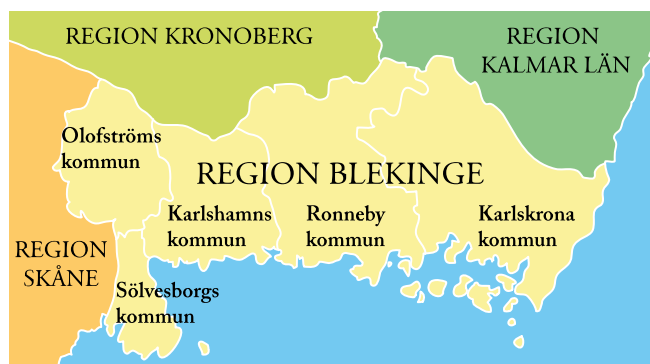 REGION KRONOBERG
REGION
KALMAR LÄN
Olofströms
kommun
REGION BLEKINGE
Karlshamns
kommun
Ronneby
kommun
Karlskrona
kommun
REGION
SKÅNE
Sölvesborgs
kommun